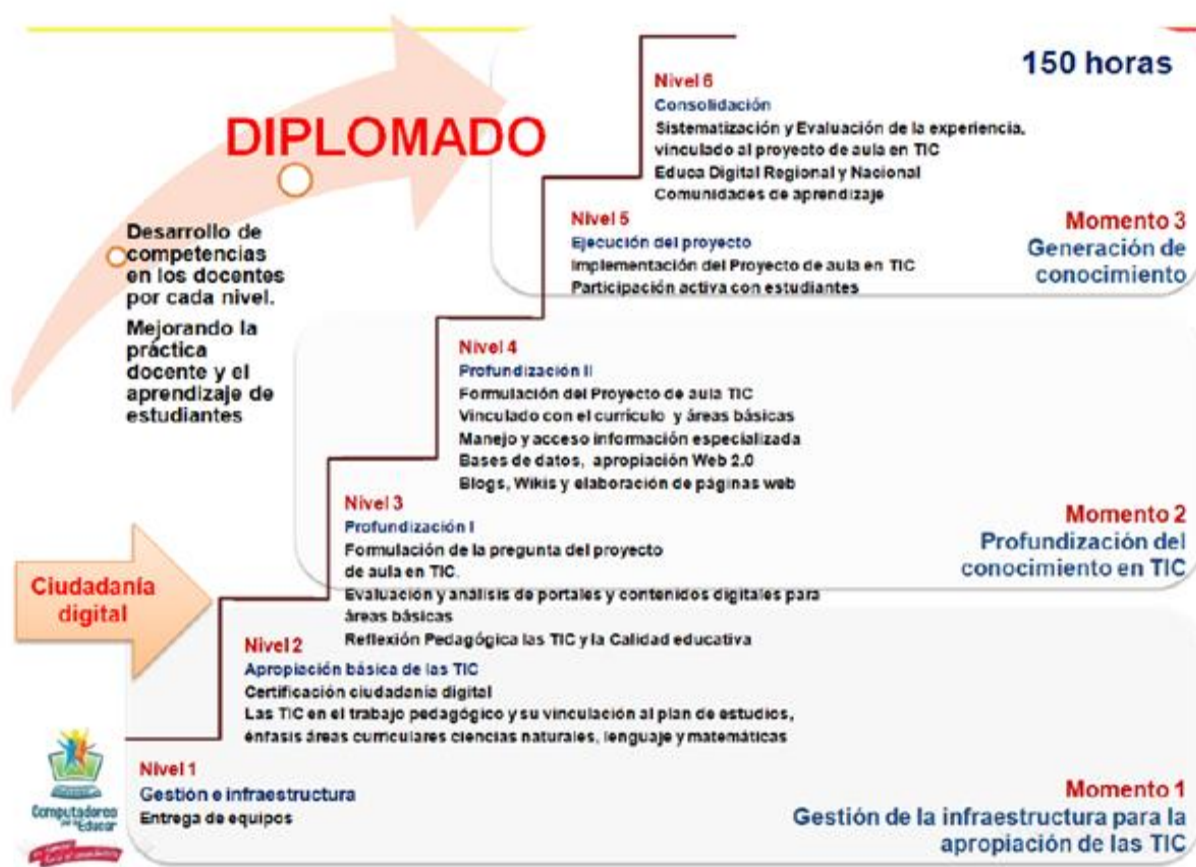 150 horas
DIPLOMADO
Desarrollo de
competencias
en los docentes
por cada nivel.
Mejorando la
práctica
docente y el
aprendizaje de
estudiantes
Nivel 6
Consolidación
Sistematización y Evaluación de la experiencia,
vinculado al proyecto de aula en TIC
Educa Digital Regional y Nacional
Comunidades de aprendizaje
Nivel 5
Ejecución del proyecto
Implementación del Proyecto de aula en TIC
Participación activa con estudiantes
Momento 3
Generación de
conocimiento
Nivel 4
Profundización II
Formulación del Proyecto de aula TIC
Vinculado con el currículo y áreas básicas
Manejo y acceso información especializada
Bases de datos, apropiación Web 2.0
Blogs, Wikis y elaboración de páginas web
Nivel 3
Profundización I
Formulación de la pregunta del proyecto
de aula en TIC.
Evaluación y análisis de portales y contenidos digitales para
áreas básicas
Reflexión Pedagógica las TIC y la Calidad educativa
Momento 2
Profundización del
conocimiento en TIC
Ciudadanía
digital
Nivel 2
Apropiación básica de las TIC
Certificación ciudadanía digital
Las TIC en el trabajo pedagógico y su vinculación al plan de estudios,
énfasis áreas curriculares ciencias naturales, lenguaje y matemáticas
Nivel 1
Gestión e infraestructura
Entrega de equipos
Momento 1
Gestión de la infraestructura para la
apropiación de las TIC
Computadores
para Educar